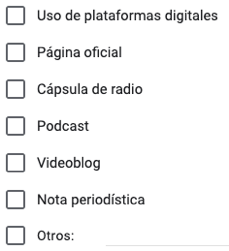 Uso de plataformas digitales
Página oficial
Cápsula de radio
Podcast
Videoblog
Nota periodística
Otros: